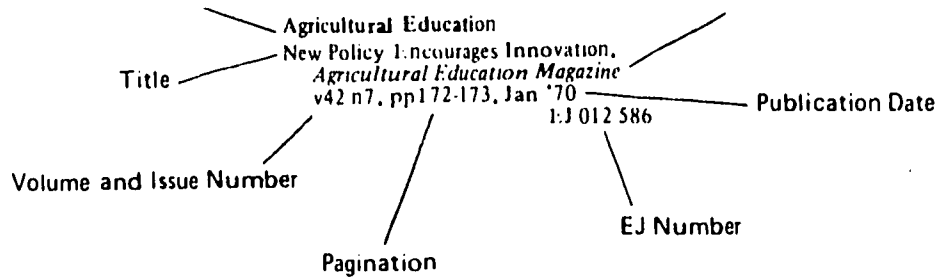 Agricultural Education
New Policy Encourages Innovation,
Title
Agricultural Education Magazine
v42 n7, pp172-173, Jan '70
Publication Date
EJ 012 586
Volume and Issue Number
EJ Number
Pagination